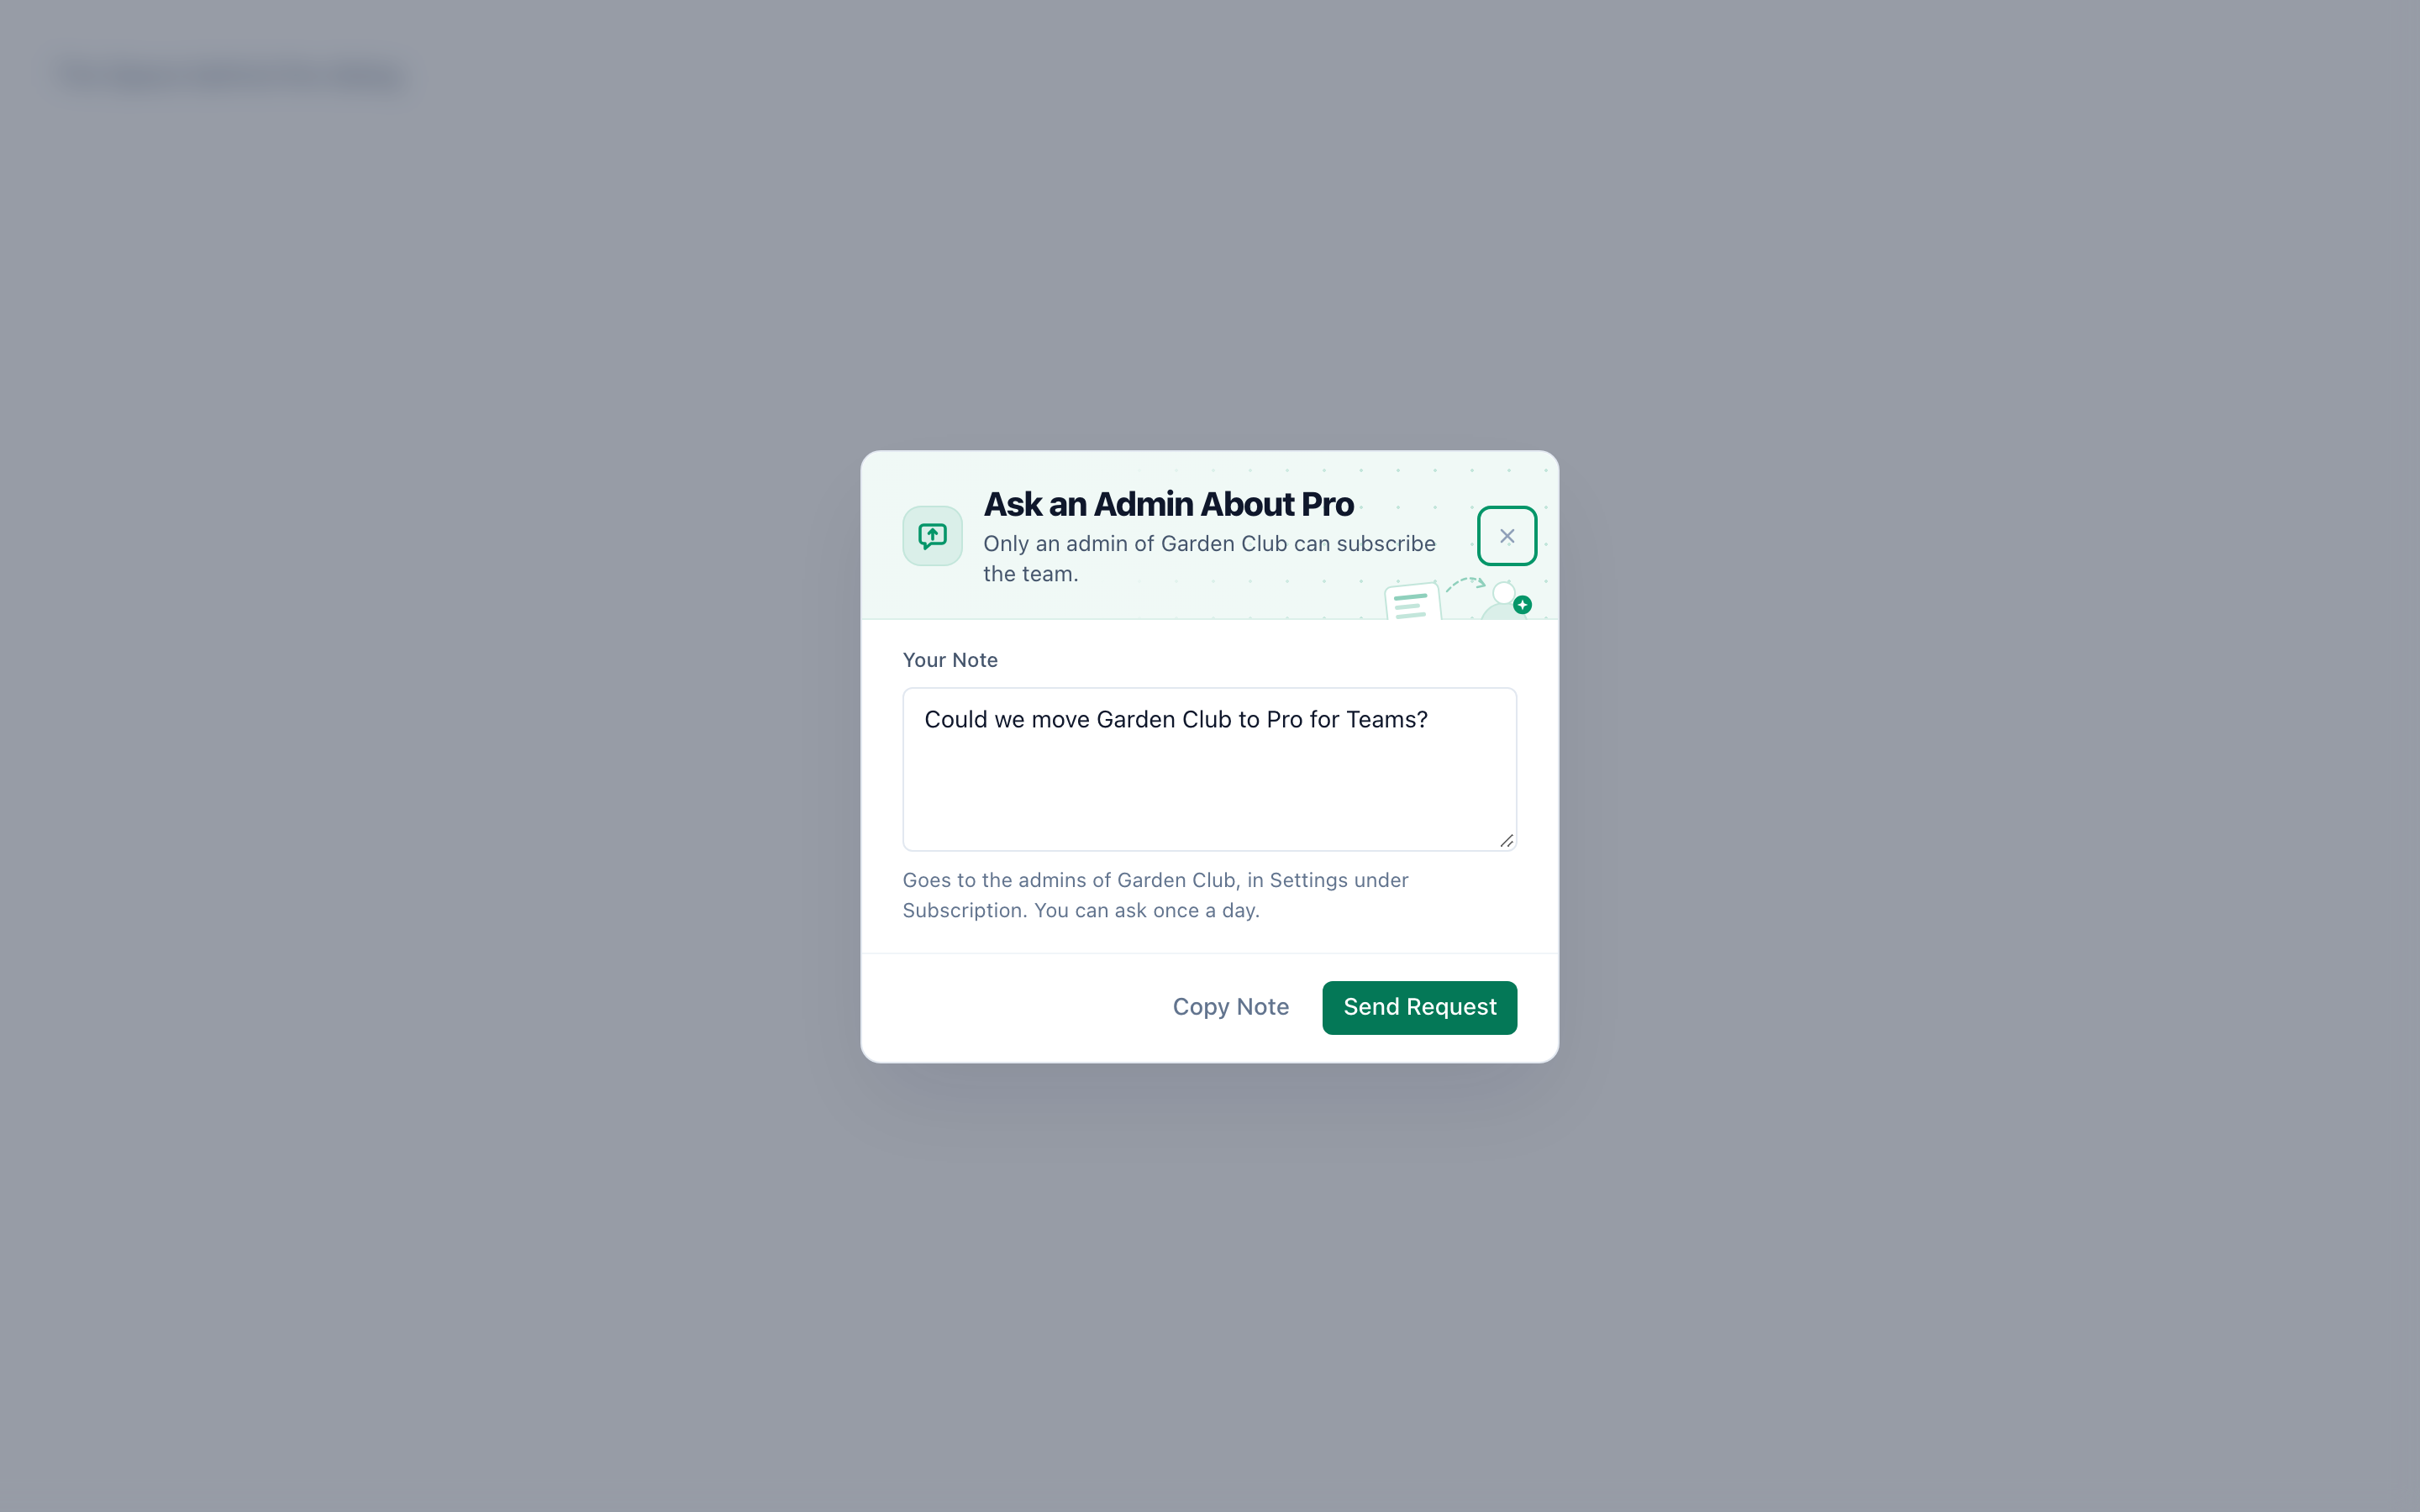 Ask an Admin About Pro
Only an admin of Garden Club can subscribe
the team.
Your Note
Could we move Garden Club to Pro for Teams?
Goes to the admins of Garden Club, in Settings under
Subscription. You can ask once a day.
Copy Note
Send Request